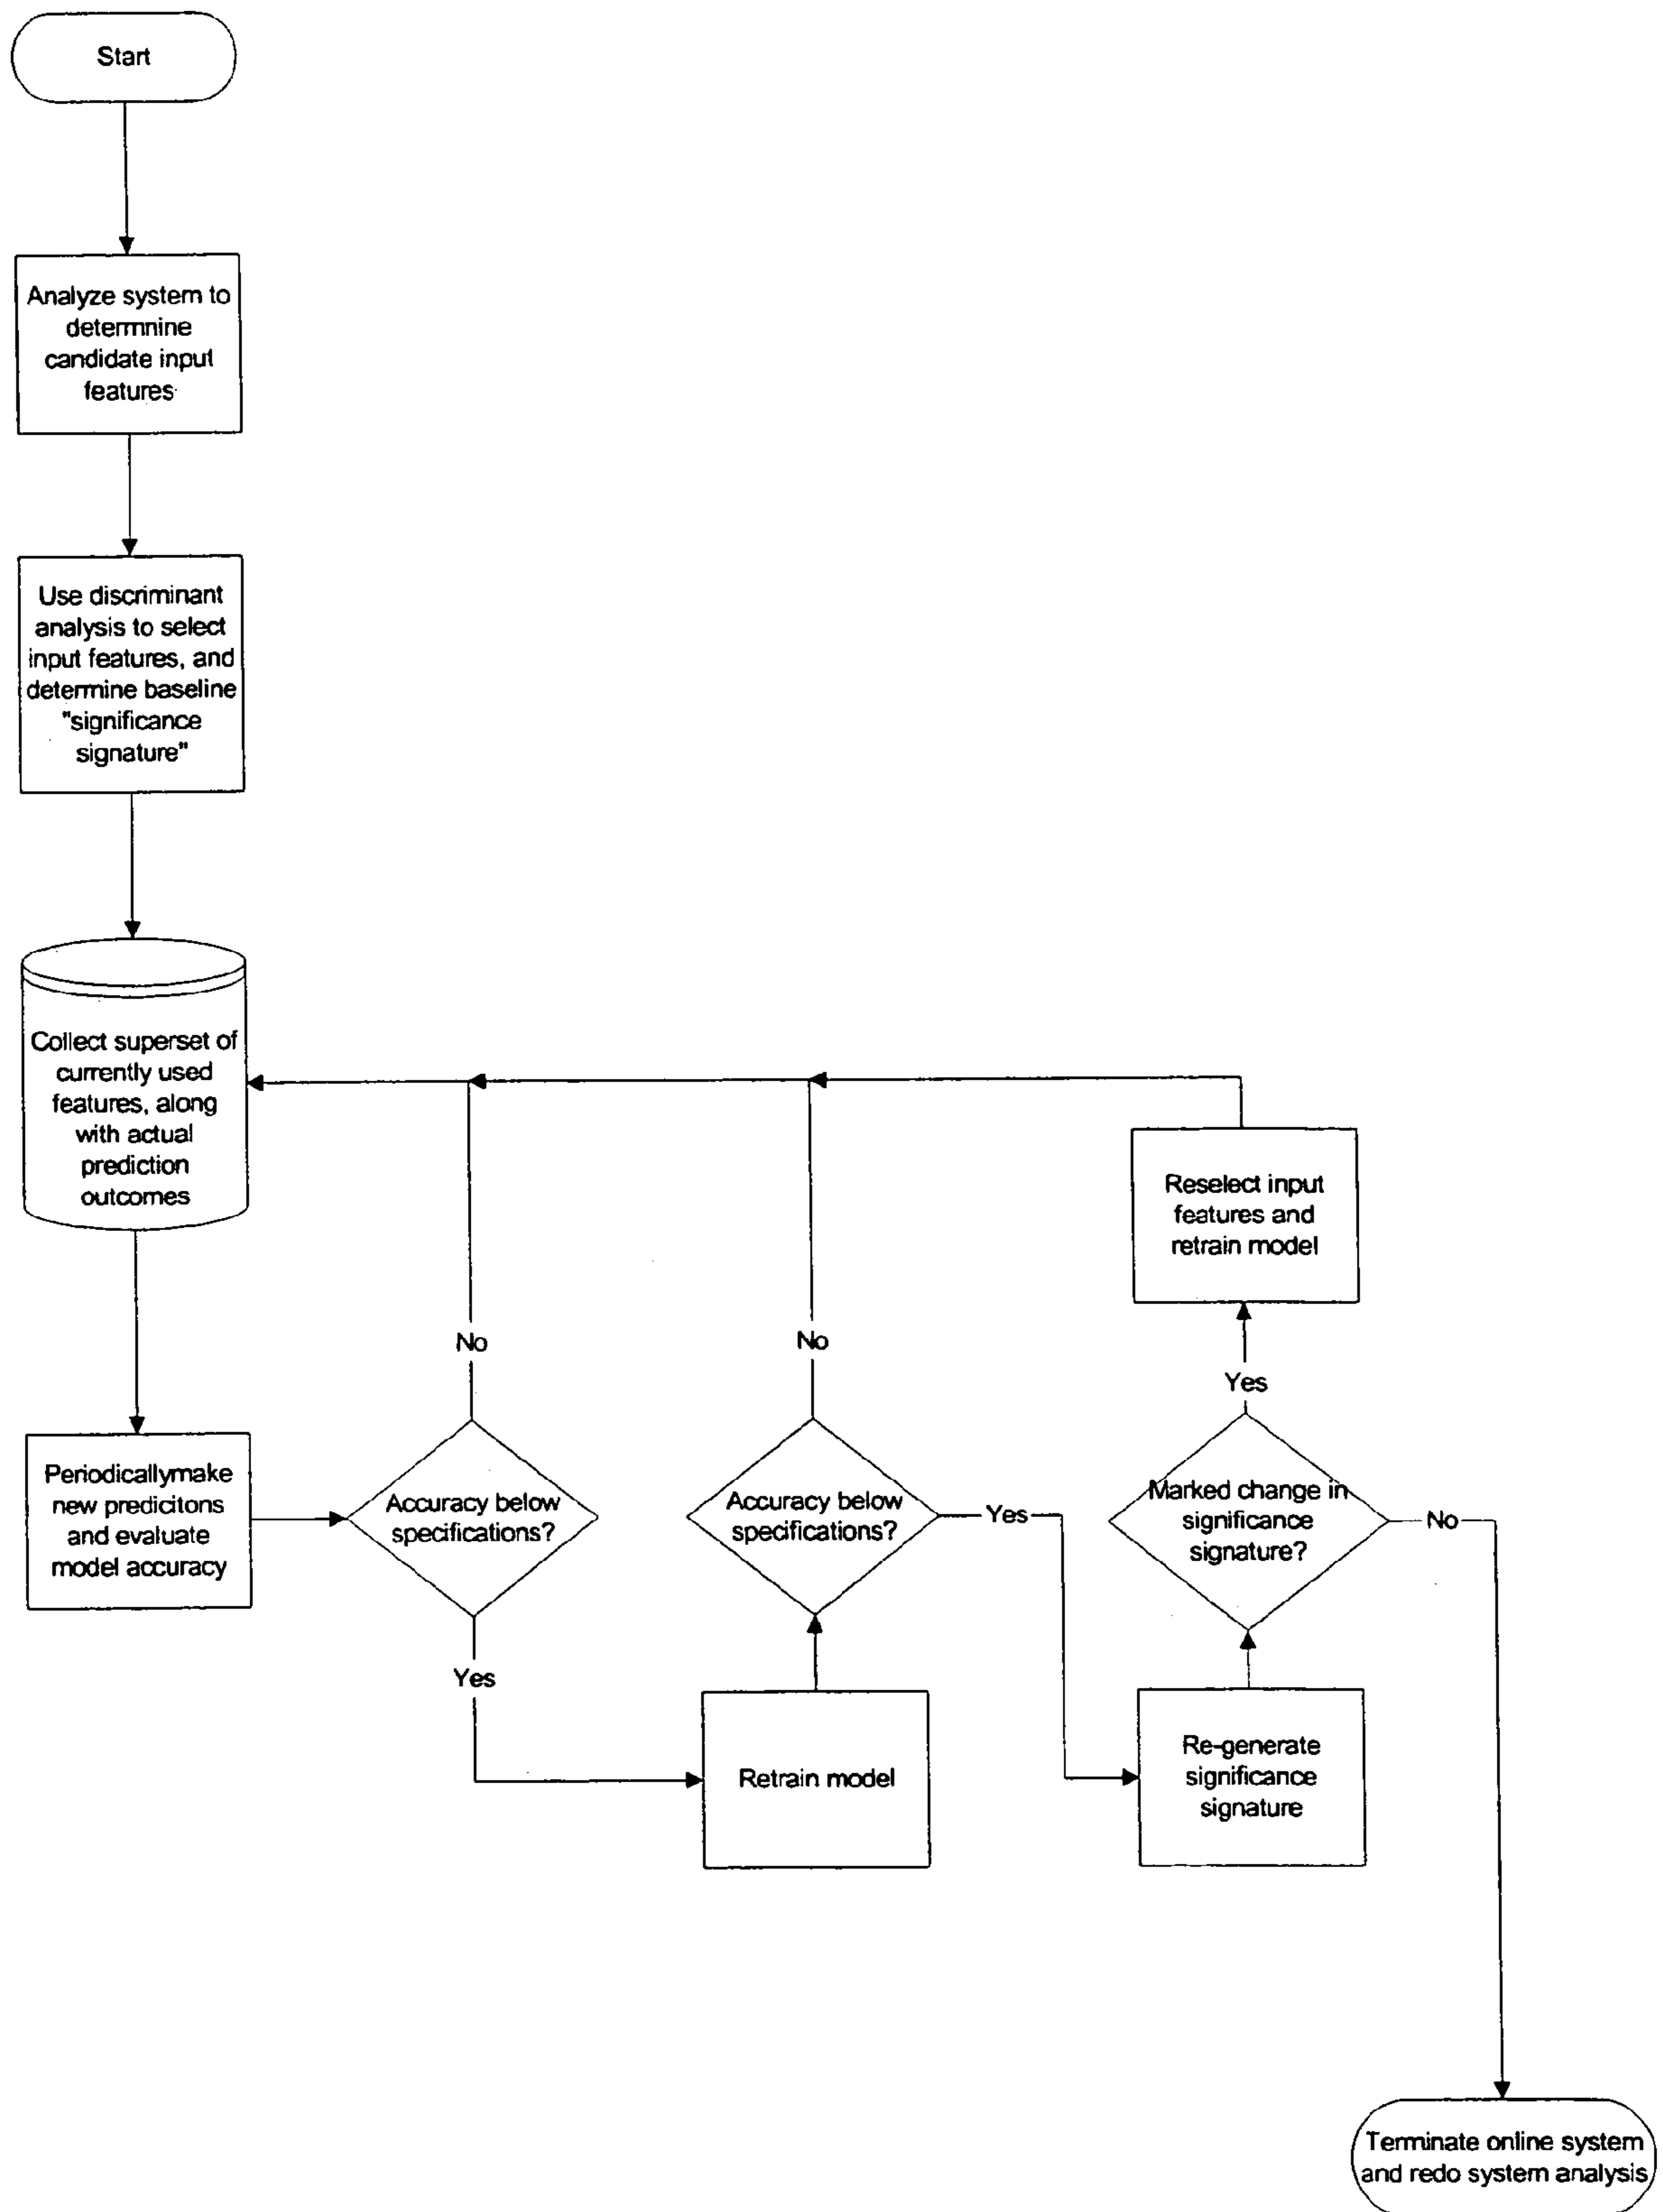 Start
Analyze system to
determnine
candidate input
features
Use discriminant
analysis to select
input features, and
determine baseline
"significance
signature"
Collect superset of
currently used
features, along
with actual
prediction
outcomes
Periodicallymake
new predicitons
and evaluate
model accuracy
Accuracy below
specifications?
No
Yes
Retrain model
Accuracy below
specifications?
No
Yes
Re-generate
significance
signature
Marked change in
significance
signature?
Yes
No
Reselect input
features and
retrain model
Terminate online system
and redo system analysis